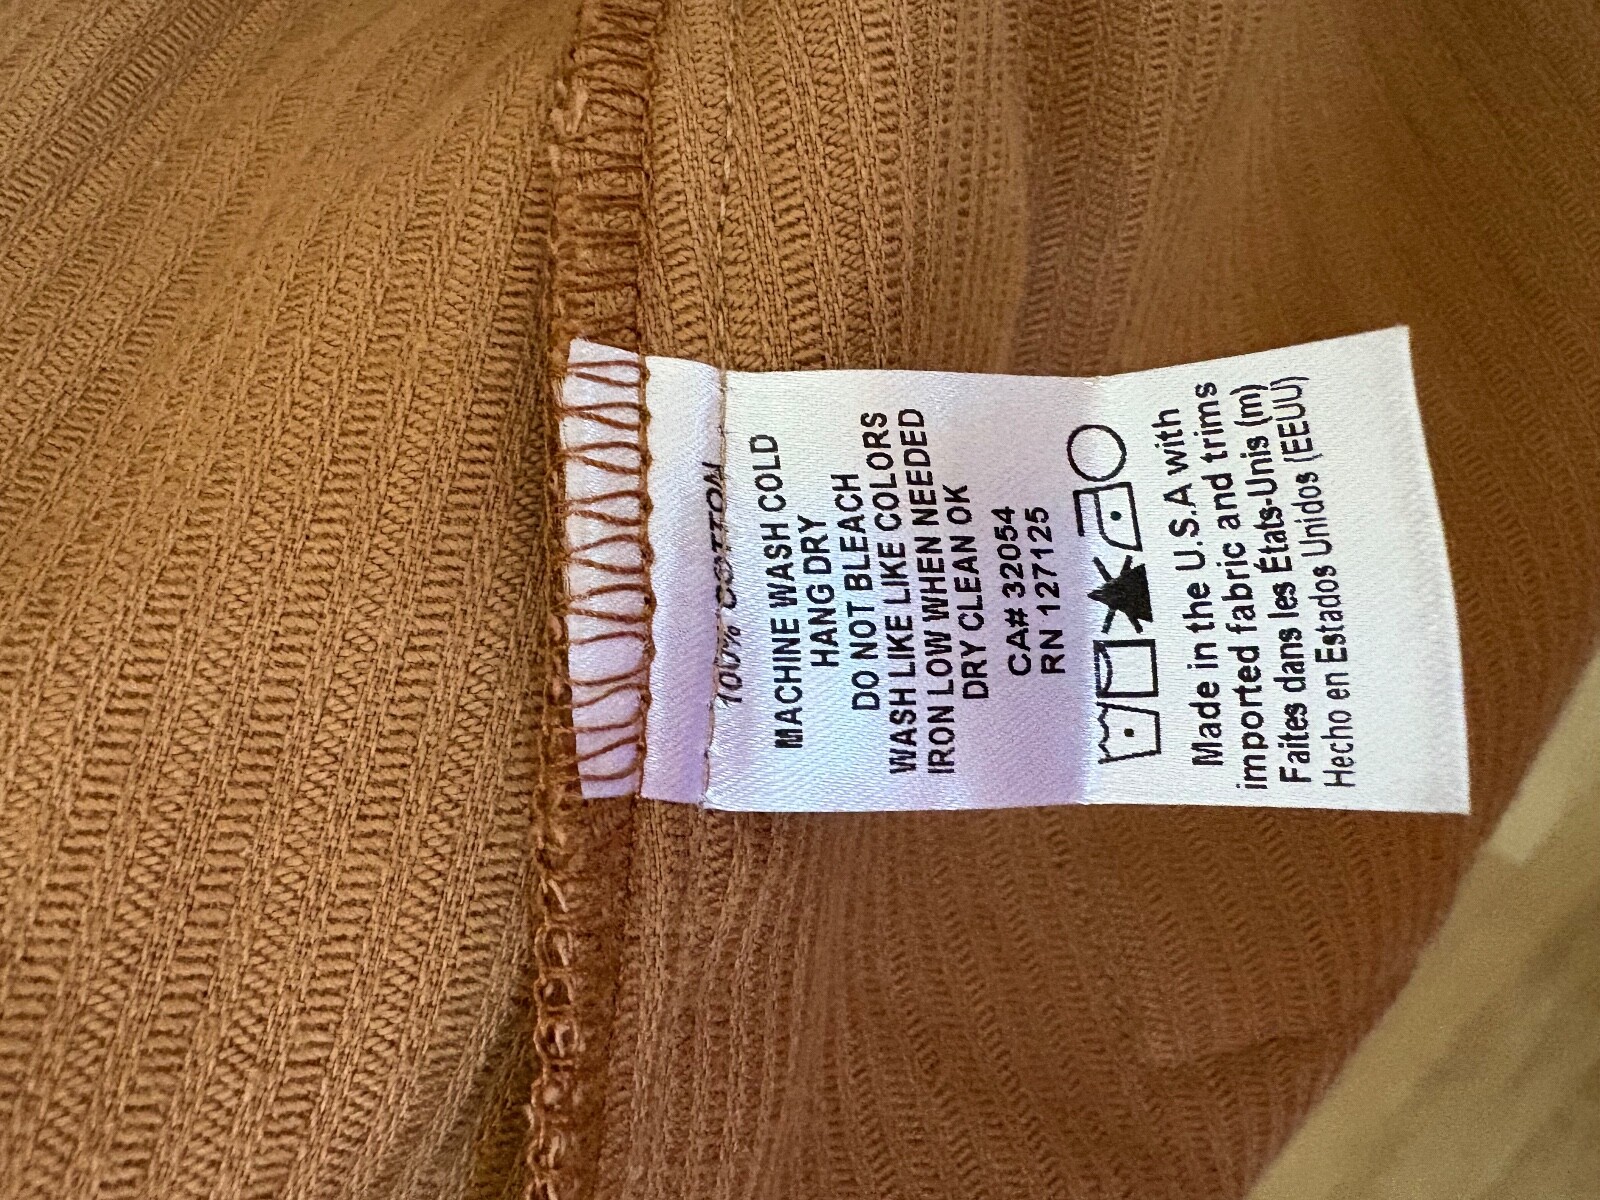 100% COTTON
MACHINE WASH COLD
HANG DRY
DO NOT BLEACH
WASH LIKE LIKE COLORS
IRON LOW WHEN NEEDED
DRY CLEAN OK
CA# 32054
RN 127125
Made in the U.S.A with
imported fabric and trims
Faites dans les États-Unis (m)
Hecho en Estados Unidos (EEUU)